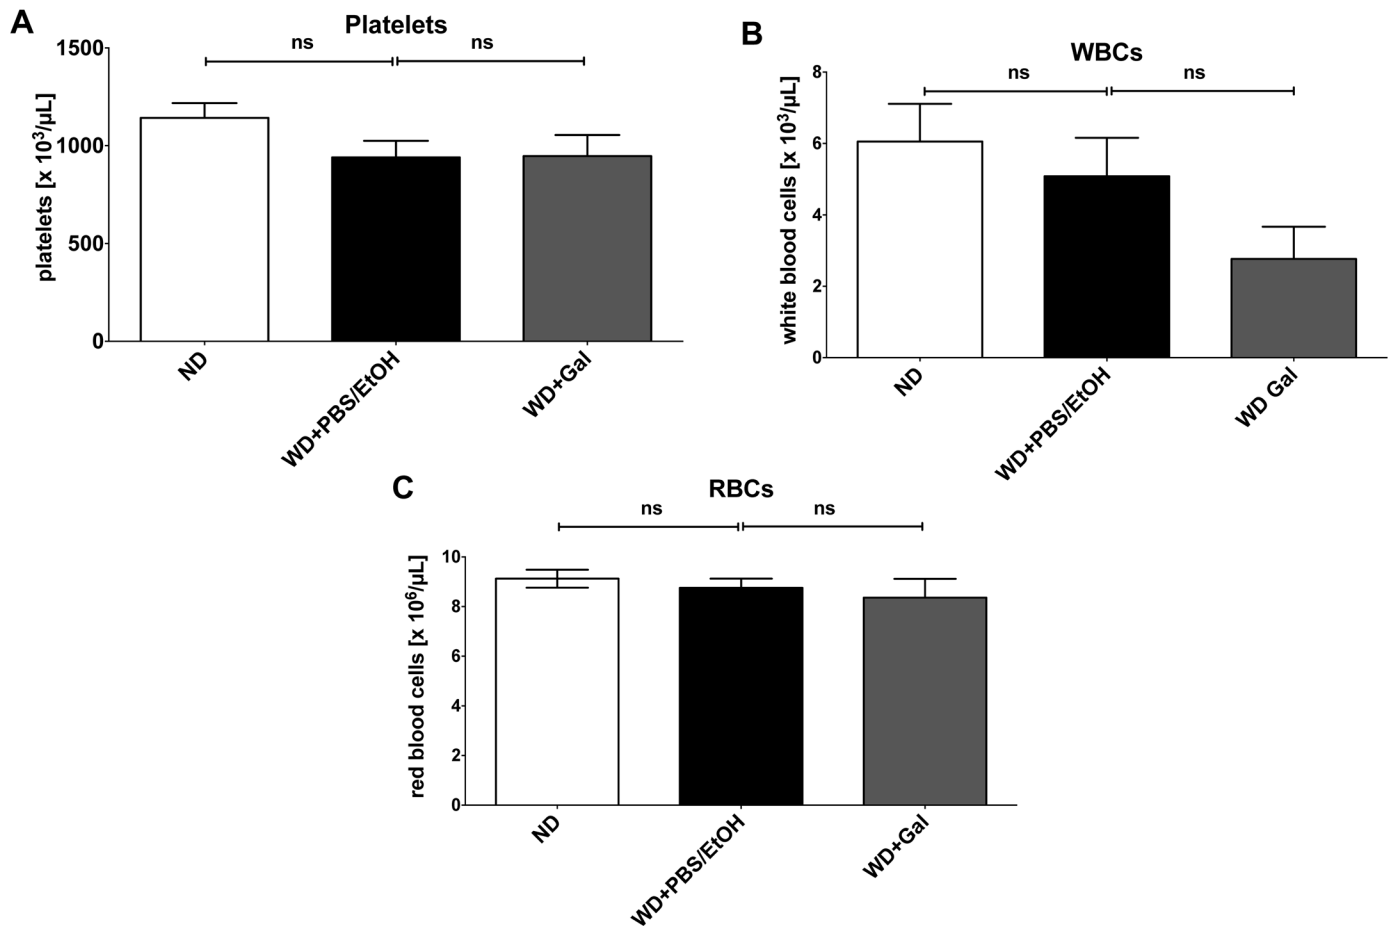 A
Platelets
ns
ns
platelets [x 10³/µL]
1500
1000
500
0
ND
WD+PBS/EtOH
WD+Gal
B
WBCs
ns
ns
white blood cells [x 10³/µL]
8
6
4
2
0
ND
WD+PBS/EtOH
WD Gal
C
RBCs
ns
ns
red blood cells [x 10⁶/µL]
10
8
6
4
2
0
ND
WD+PBS/EtOH
WD+Gal